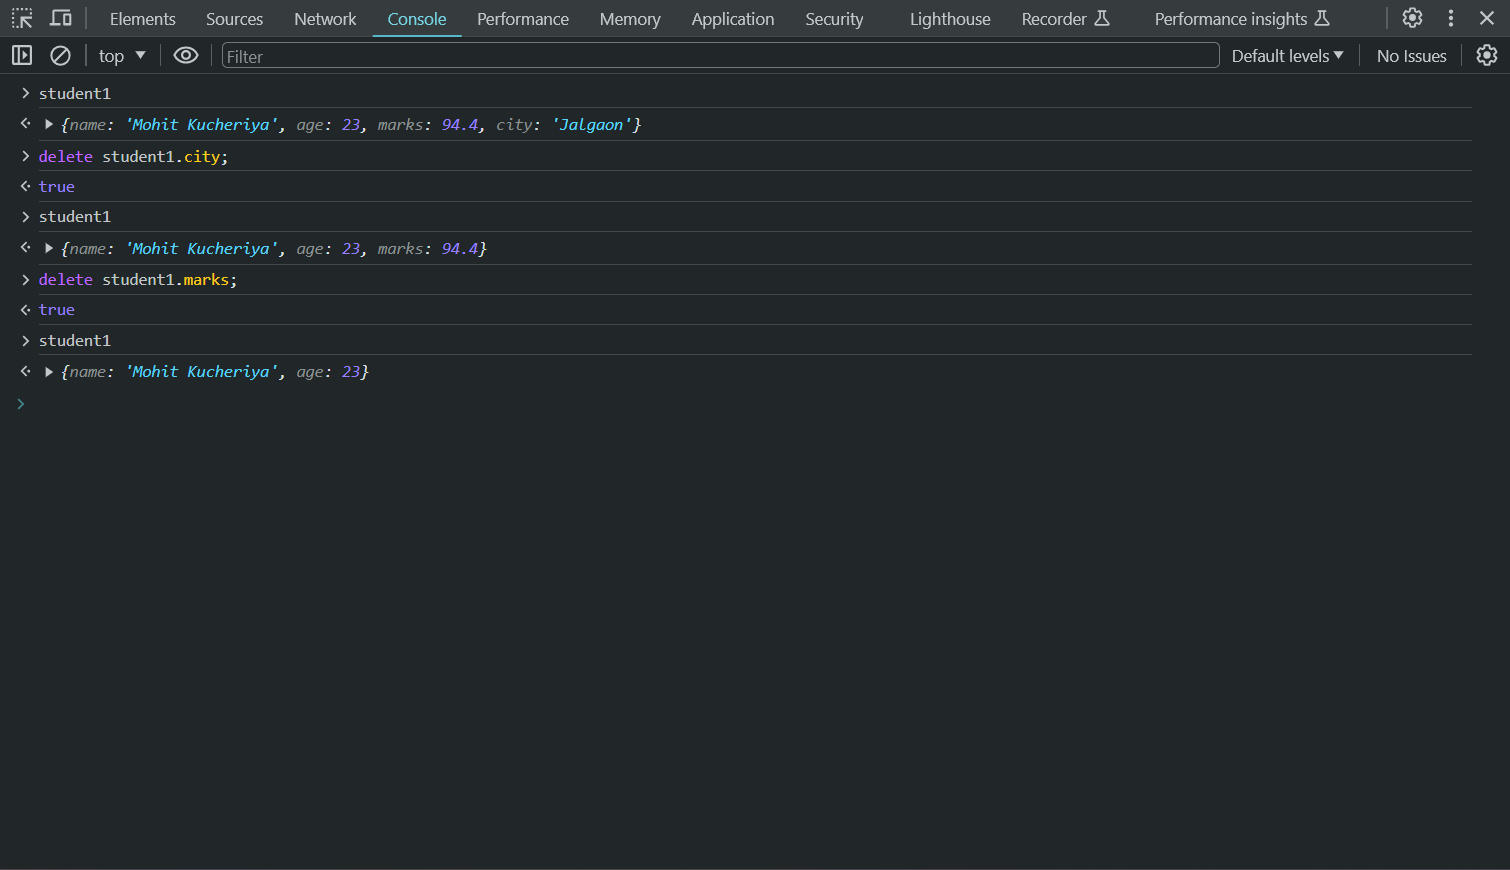 Elements Sources Network Console Performance Memory Application Security Lighthouse Recorder Performance insights
top Filter Default levels No Issues
student1
{name: 'Mohit Kucheriya', age: 23, marks: 94.4, city: 'Jalgaon'}
delete student1.city;
true
student1
{name: 'Mohit Kucheriya', age: 23, marks: 94.4}
delete student1.marks;
true
student1
{name: 'Mohit Kucheriya', age: 23}